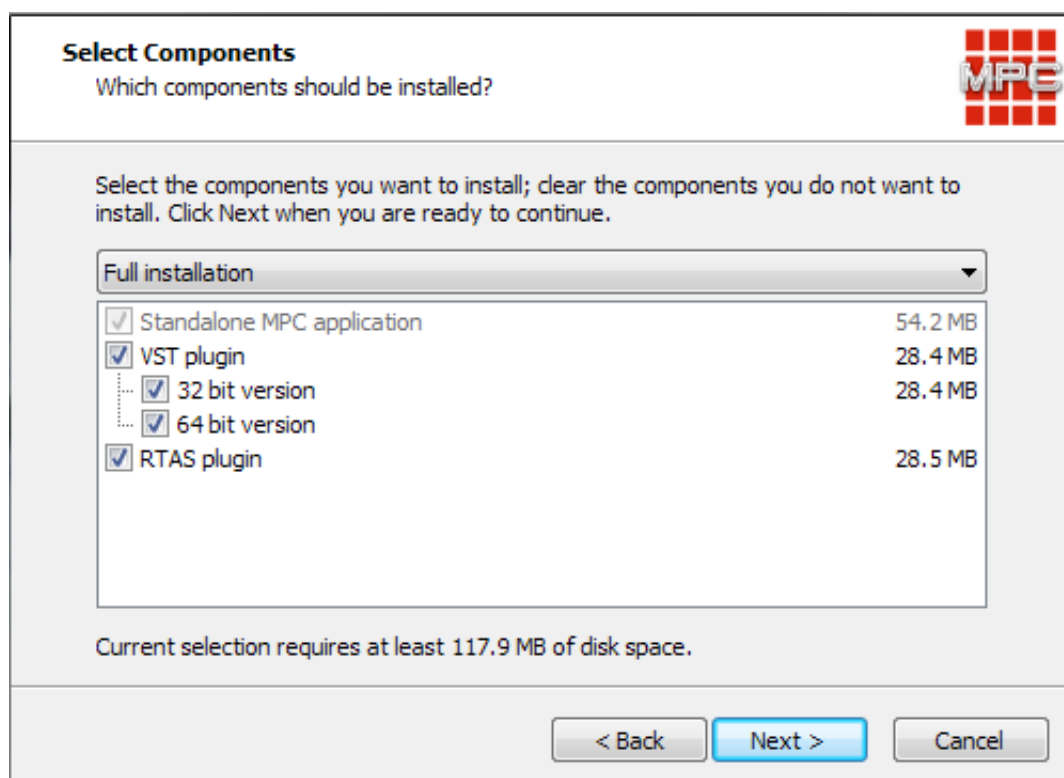 Select Components
Which components should be installed?
MPC
Select the components you want to install; clear the components you do not want to
install. Click Next when you are ready to continue.
Full installation
Standalone MPC application 54.2 MB
VST plugin 28.4 MB
32 bit version 28.4 MB
64 bit version
RTAS plugin 28.5 MB
Current selection requires at least 117.9 MB of disk space.
< Back Next > Cancel